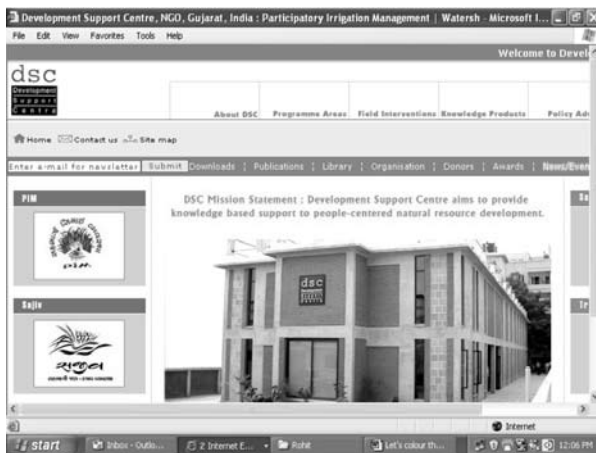 Development Support Centre, NGO, Gujarat, India : Participatory Irrigation Management | Watersh - Microsoft I...
File Edit View Favorites Tools Help
Welcome to Devel
dsc
Development
Support
Centre
About DSC Programme Areas Field Interventions Knowledge Products Policy Adv
Home Contact us Site map
Enter e-mail for newsletter Submit Downloads | Publications | Library | Organisation | Donors | Awards | News/Even
PIM
DSC Mission Statement : Development Support Centre aims to provide
knowledge based support to people-centered natural resource development.
Sa
dsc
Sajiv
Tr
સજીવ
Internet
start Inbox - Outlo... 2 Internet E... Rohit Let's colour th... 12:06 PM